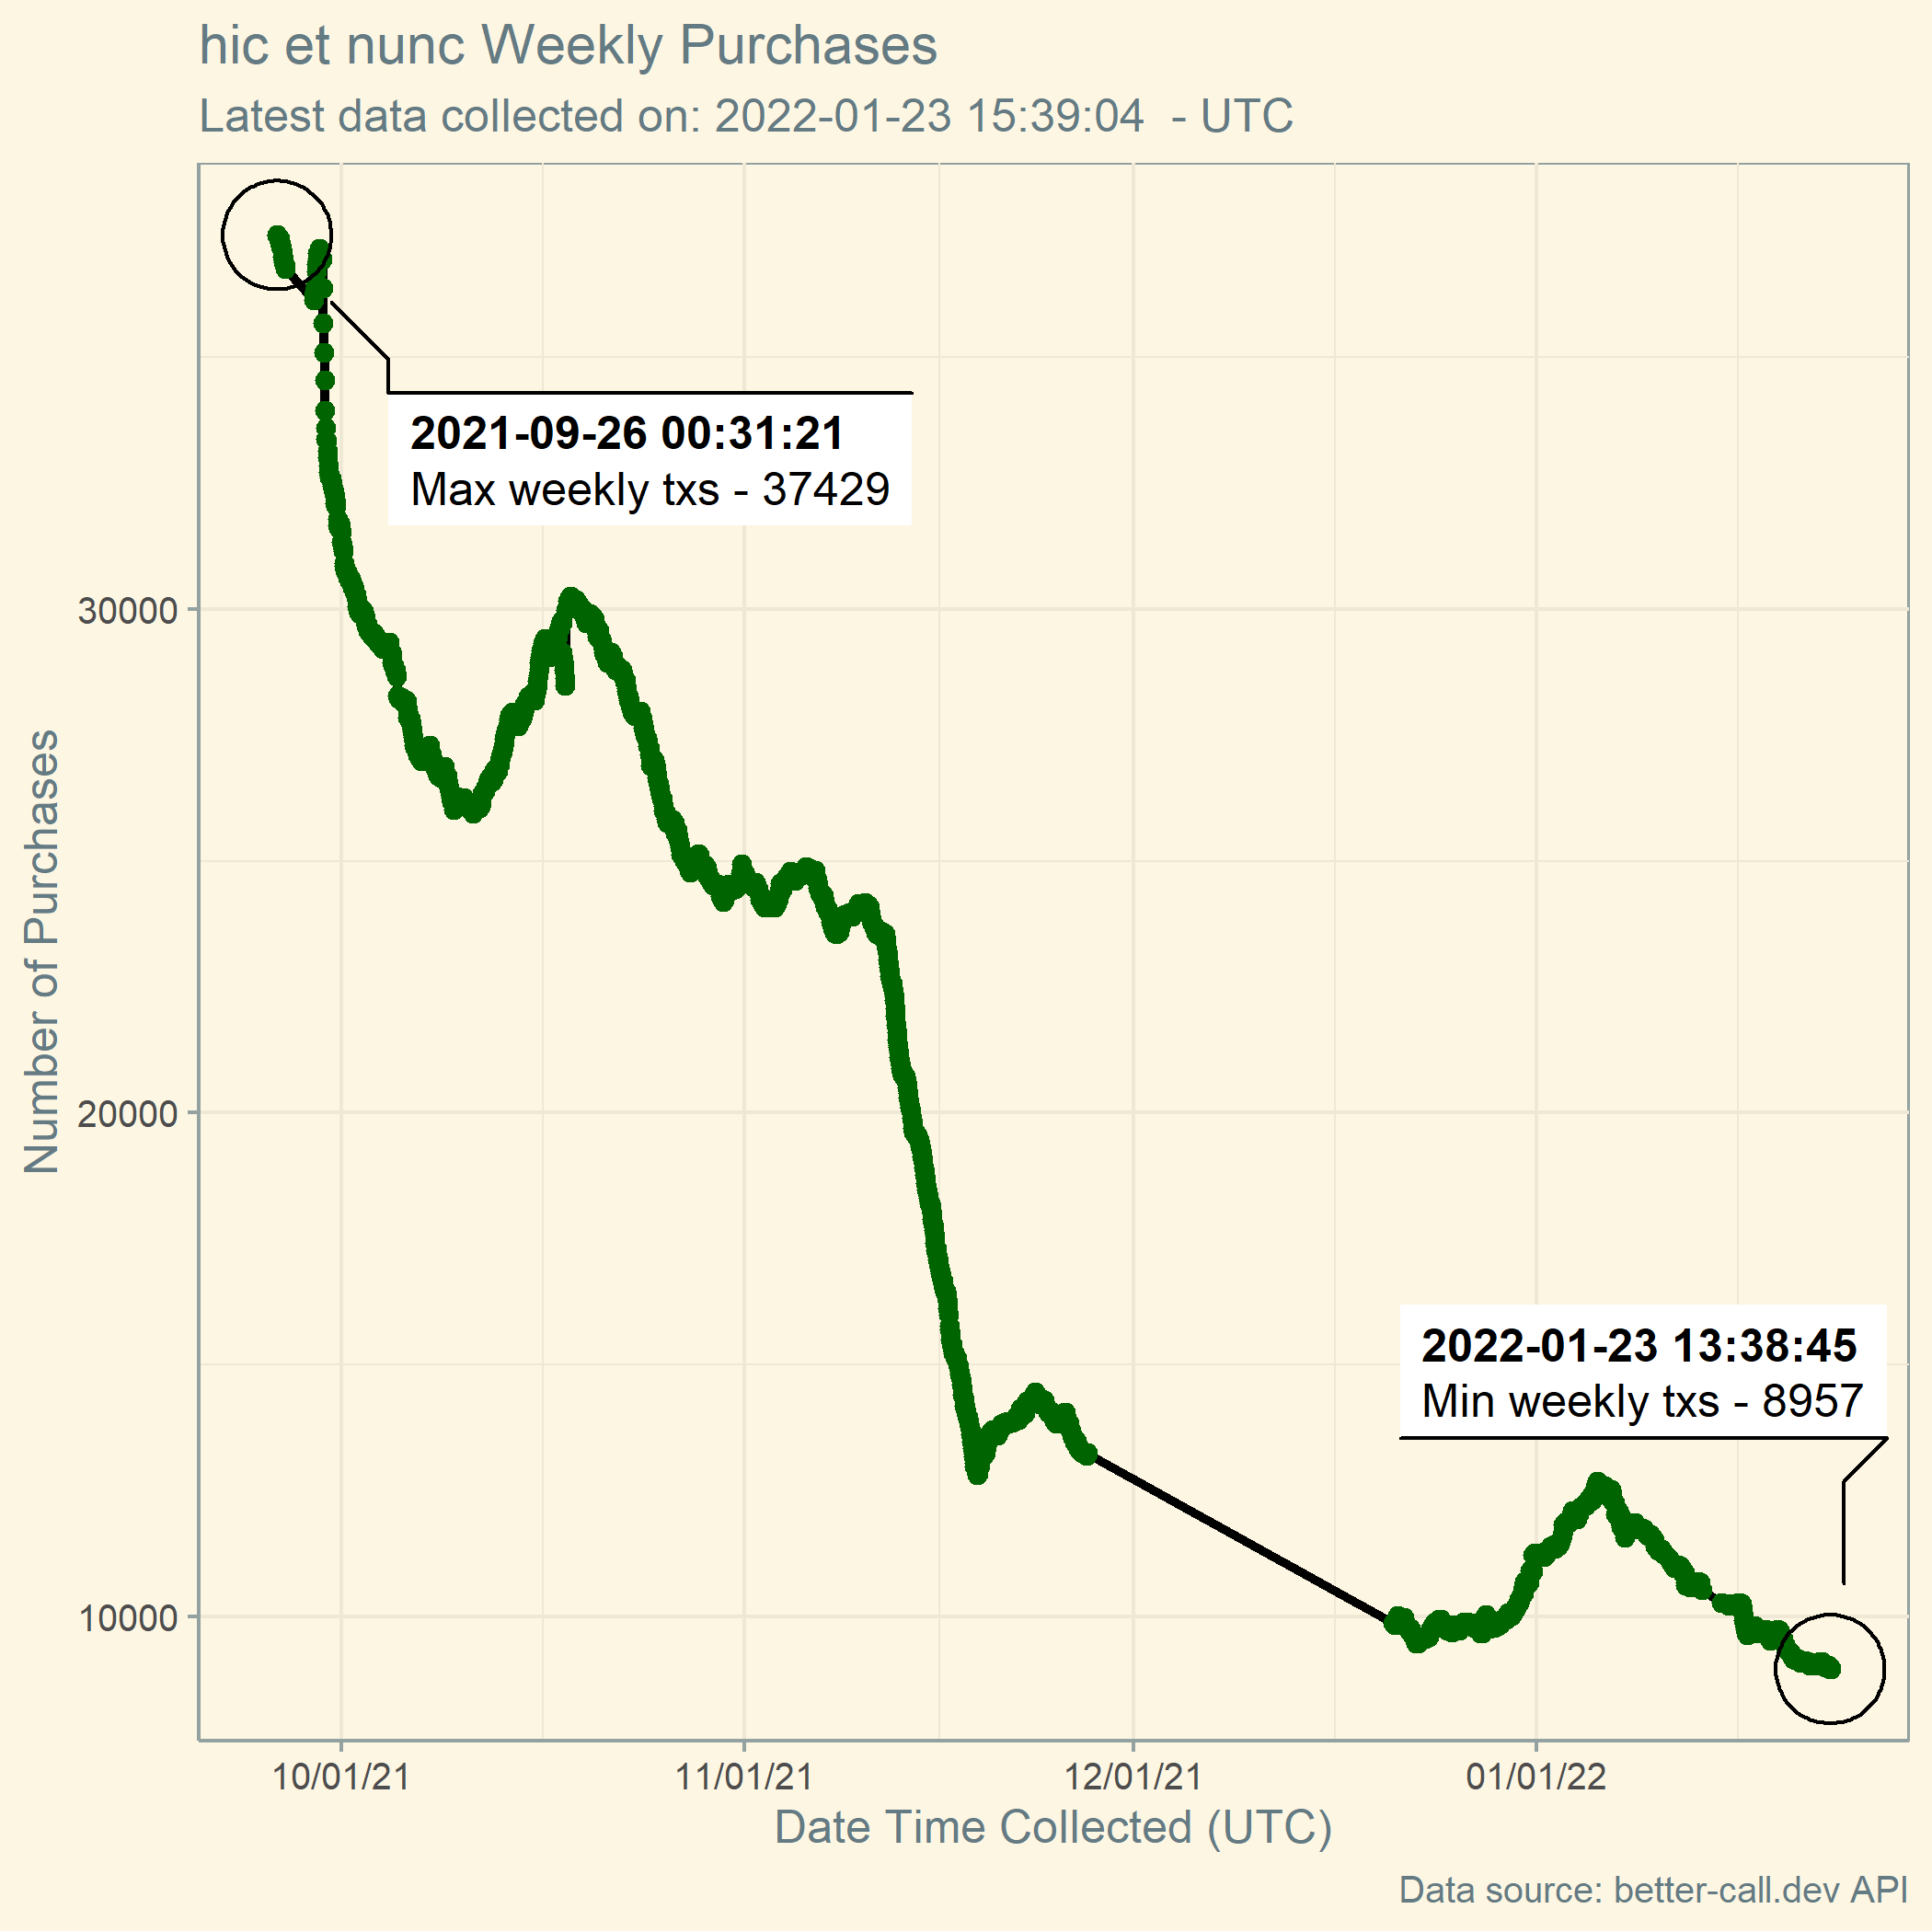 hic et nunc Weekly Purchases
Latest data collected on: 2022-01-23 15:39:04  - UTC
2021-09-26 00:31:21
Max weekly txs - 37429
30000
20000
10000
Number of Purchases
2022-01-23 13:38:45
Min weekly txs - 8957
10/01/21
11/01/21
12/01/21
01/01/22
Date Time Collected (UTC)
Data source: better-call.dev API